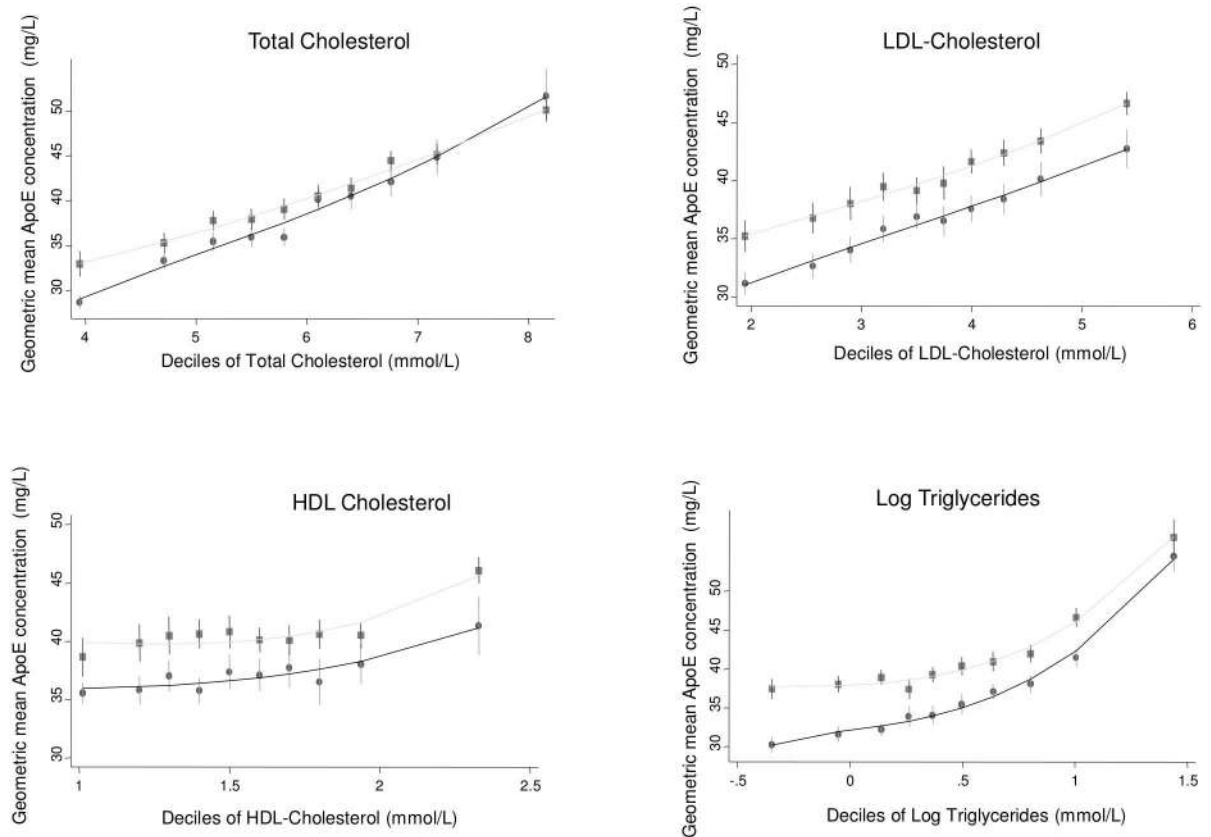 Total Cholesterol
Geometric mean ApoE concentration (mg/L)
50
45
40
35
30
4 5 6 7 8
Deciles of Total Cholesterol (mmol/L)
LDL-Cholesterol
Geometric mean ApoE concentration (mg/L)
50
45
40
35
30
2 3 4 5 6
Deciles of LDL-Cholesterol (mmol/L)
HDL Cholesterol
Geometric mean ApoE concentration (mg/L)
50
45
40
35
30
1 1.5 2 2.5
Deciles of HDL-Cholesterol (mmol/L)
Log Triglycerides
Geometric mean ApoE concentration (mg/L)
50
45
40
35
30
-.5 0 .5 1 1.5
Deciles of Log Triglycerides (mmol/L)